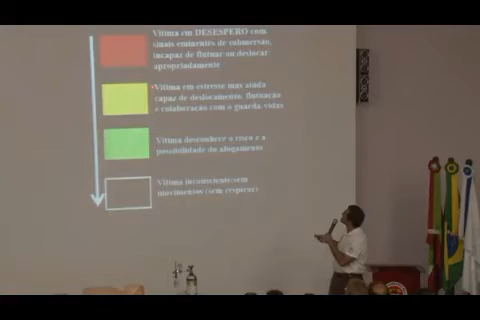 Vítima em DESESPERO com
sinais eminentes de submersão,
incapaz de flutuar ou deslocar
apropriadamente
•Vítima em estresse mas ainda
capaz de deslocamento, flutuação
e colaboração com o guarda-vidas
Vítima desconhece o risco e a
possibilidade do afogamento
Vítima inconsciente/sem
movimentos (sem respirar)